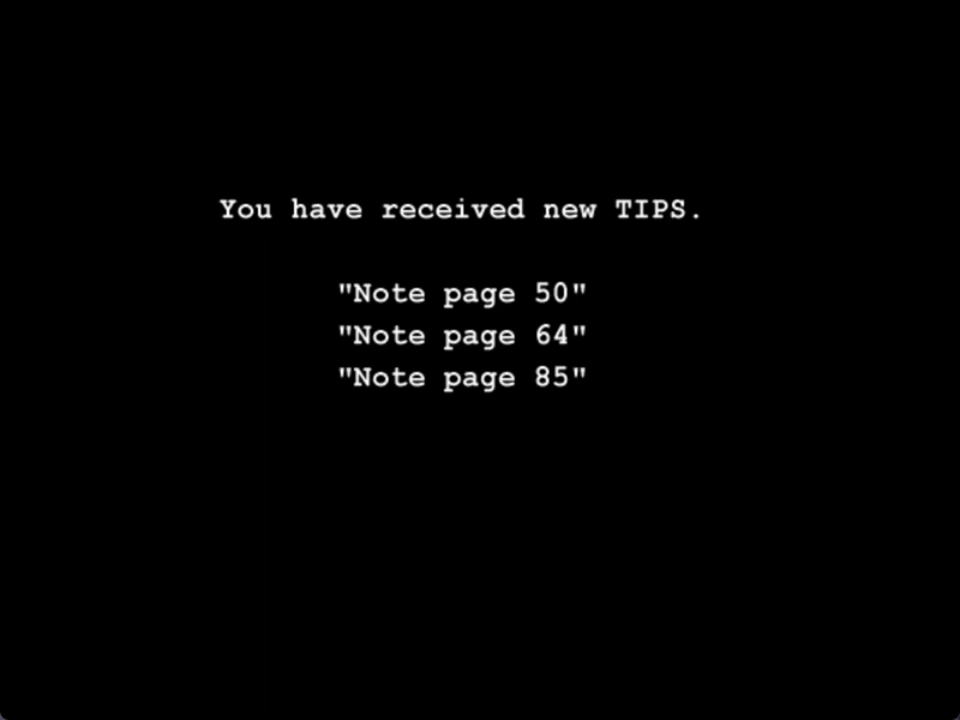 You have received new TIPS.
"Note page 50"
"Note page 64"
"Note page 85"